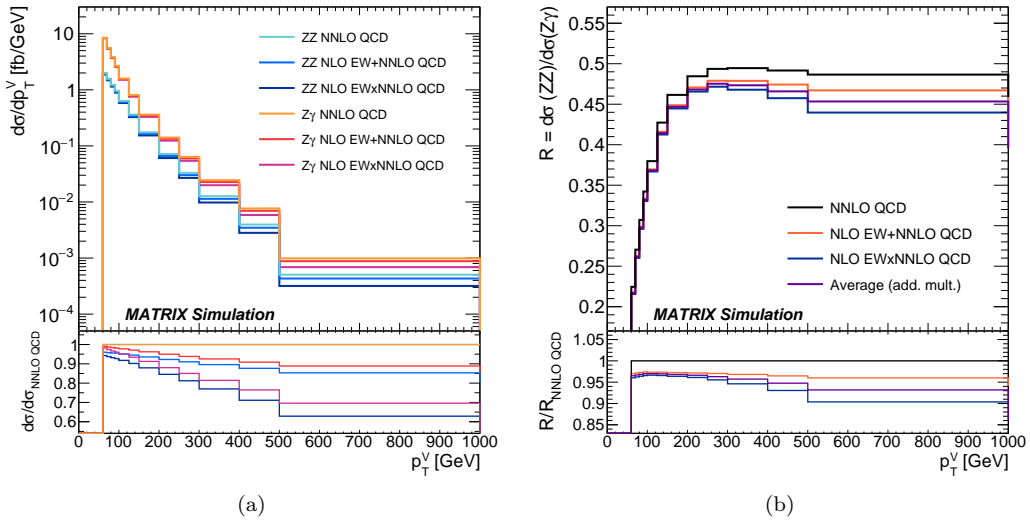 dσ/dp_T^V [fb/GeV]
10
1
10⁻¹
10⁻²
10⁻³
10⁻⁴
ZZ NNLO QCD
ZZ NLO EW+NNLO QCD
ZZ NLO EWxNNLO QCD
Zγ NNLO QCD
Zγ NLO EW+NNLO QCD
Zγ NLO EWxNNLO QCD
MATRIX Simulation
dσ/dσ_NNLO QCD
1
0.9
0.8
0.7
0.6
100 200 300 400 500 600 700 800 900 1000
p_T^V [GeV]
(a)
R = dσ(ZZ)/dσ(Zγ)
0.55
0.5
0.45
0.4
0.35
0.3
0.25
0.2
NNLO QCD
NLO EW+NNLO QCD
NLO EWxNNLO QCD
Average (add. mult.)
MATRIX Simulation
R/R_NNLO QCD
1.05
1
0.95
0.9
0.85
100 200 300 400 500 600 700 800 900 1000
p_T^V [GeV]
(b)